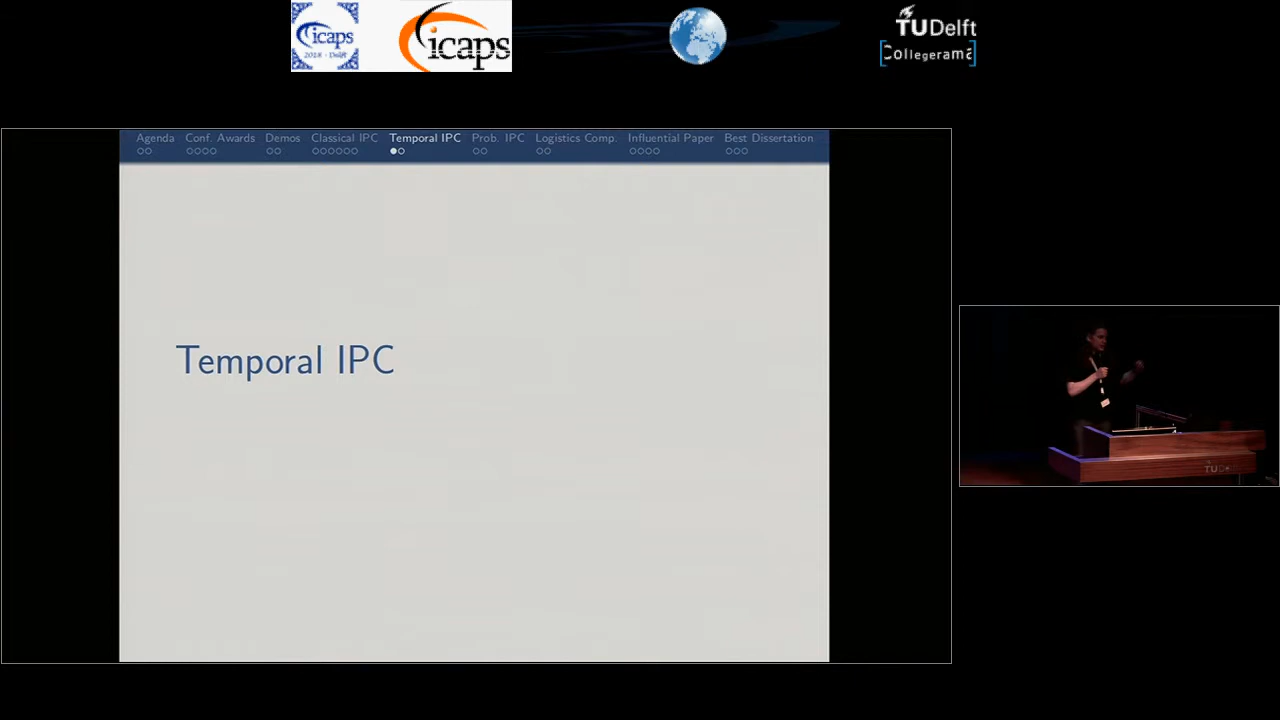 icaps
2018 - Delft
icaps
TUDelft
Collegerama
Agenda Conf. Awards Demos Classical IPC Temporal IPC Prob. IPC Logistics Comp. Influential Paper Best Dissertation
Temporal IPC